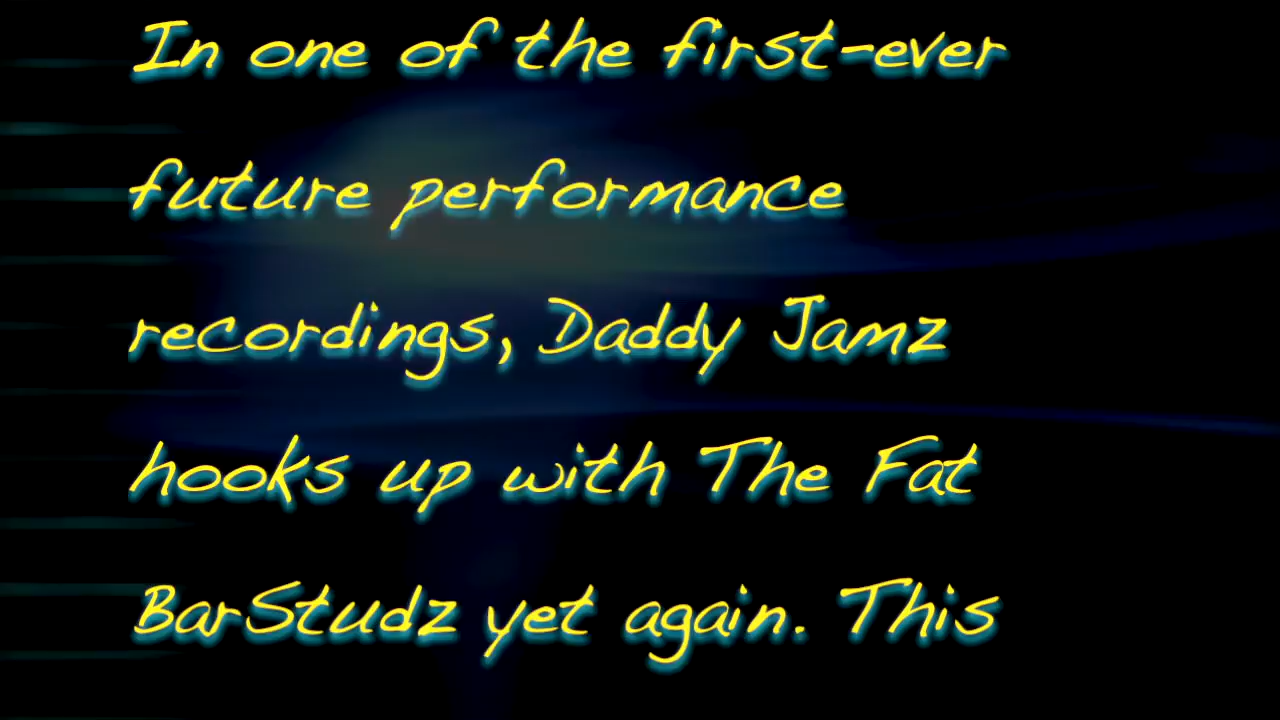 In one of the first-ever
future performance
recordings, Daddy Jamz
hooks up with The Fat
BarStudz yet again. This